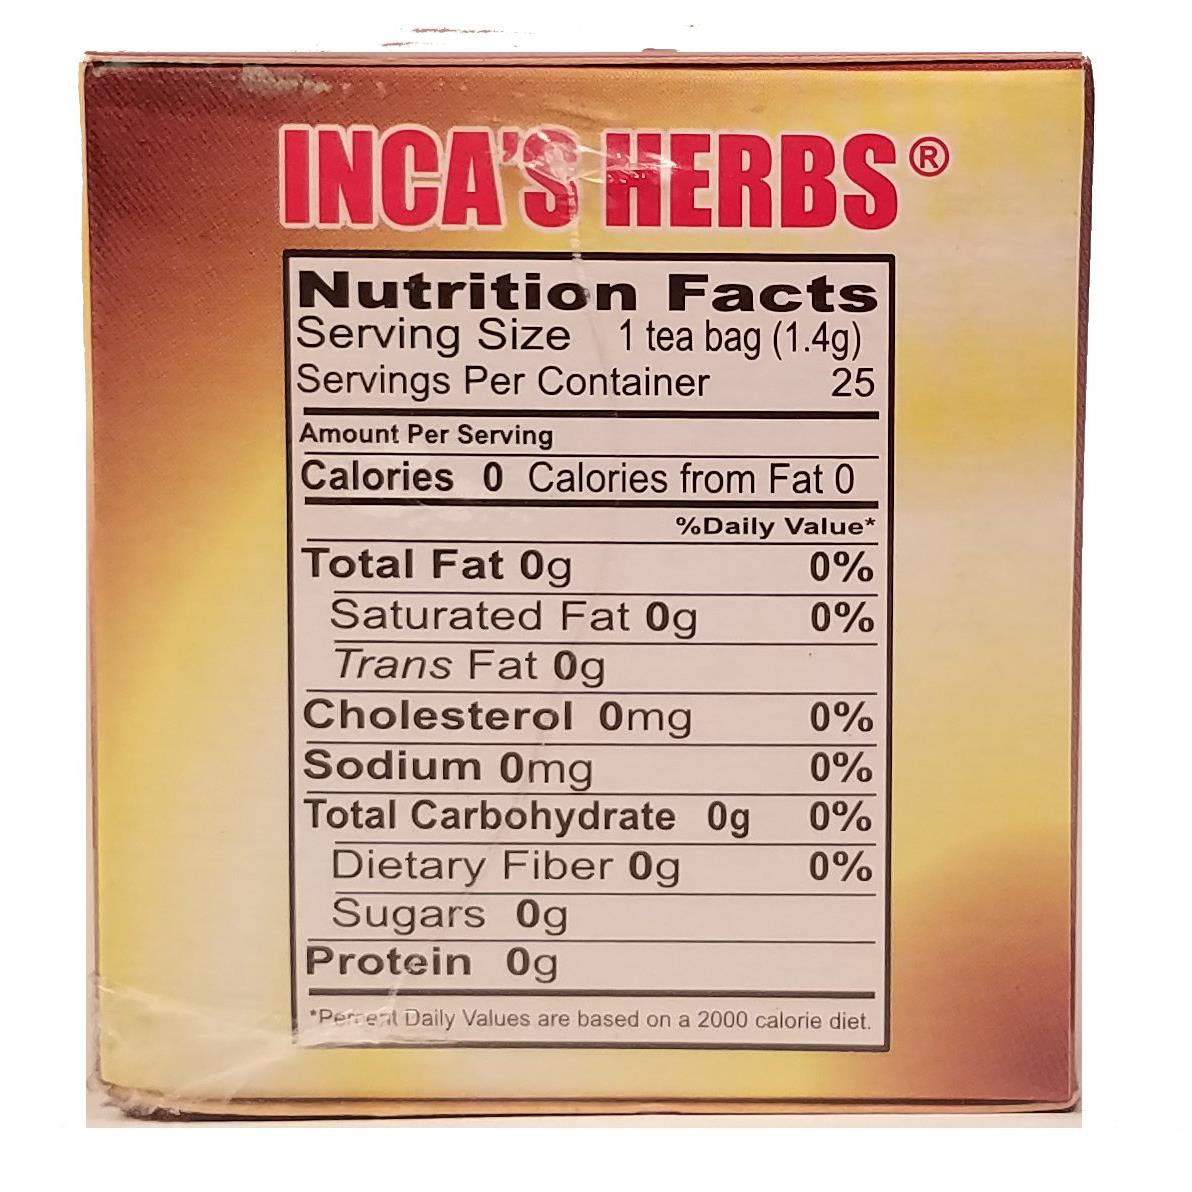 INCA'S HERBS®
Nutrition Facts
Serving Size 1 tea bag (1.4g)
Servings Per Container 25
Amount Per Serving
Calories 0 Calories from Fat 0
%Daily Value*
Total Fat 0g 0%
Saturated Fat 0g 0%
Trans Fat 0g
Cholesterol 0mg 0%
Sodium 0mg 0%
Total Carbohydrate 0g 0%
Dietary Fiber 0g 0%
Sugars 0g
Protein 0g
*Percent Daily Values are based on a 2000 calorie diet.